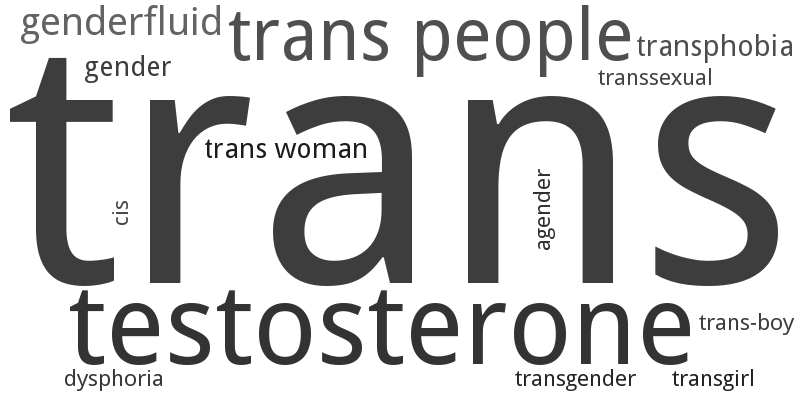 genderfluid
trans people
transphobia
gender
transsexual
trans
trans woman
cis
agender
testosterone
trans-boy
dysphoria
transgender
transgirl